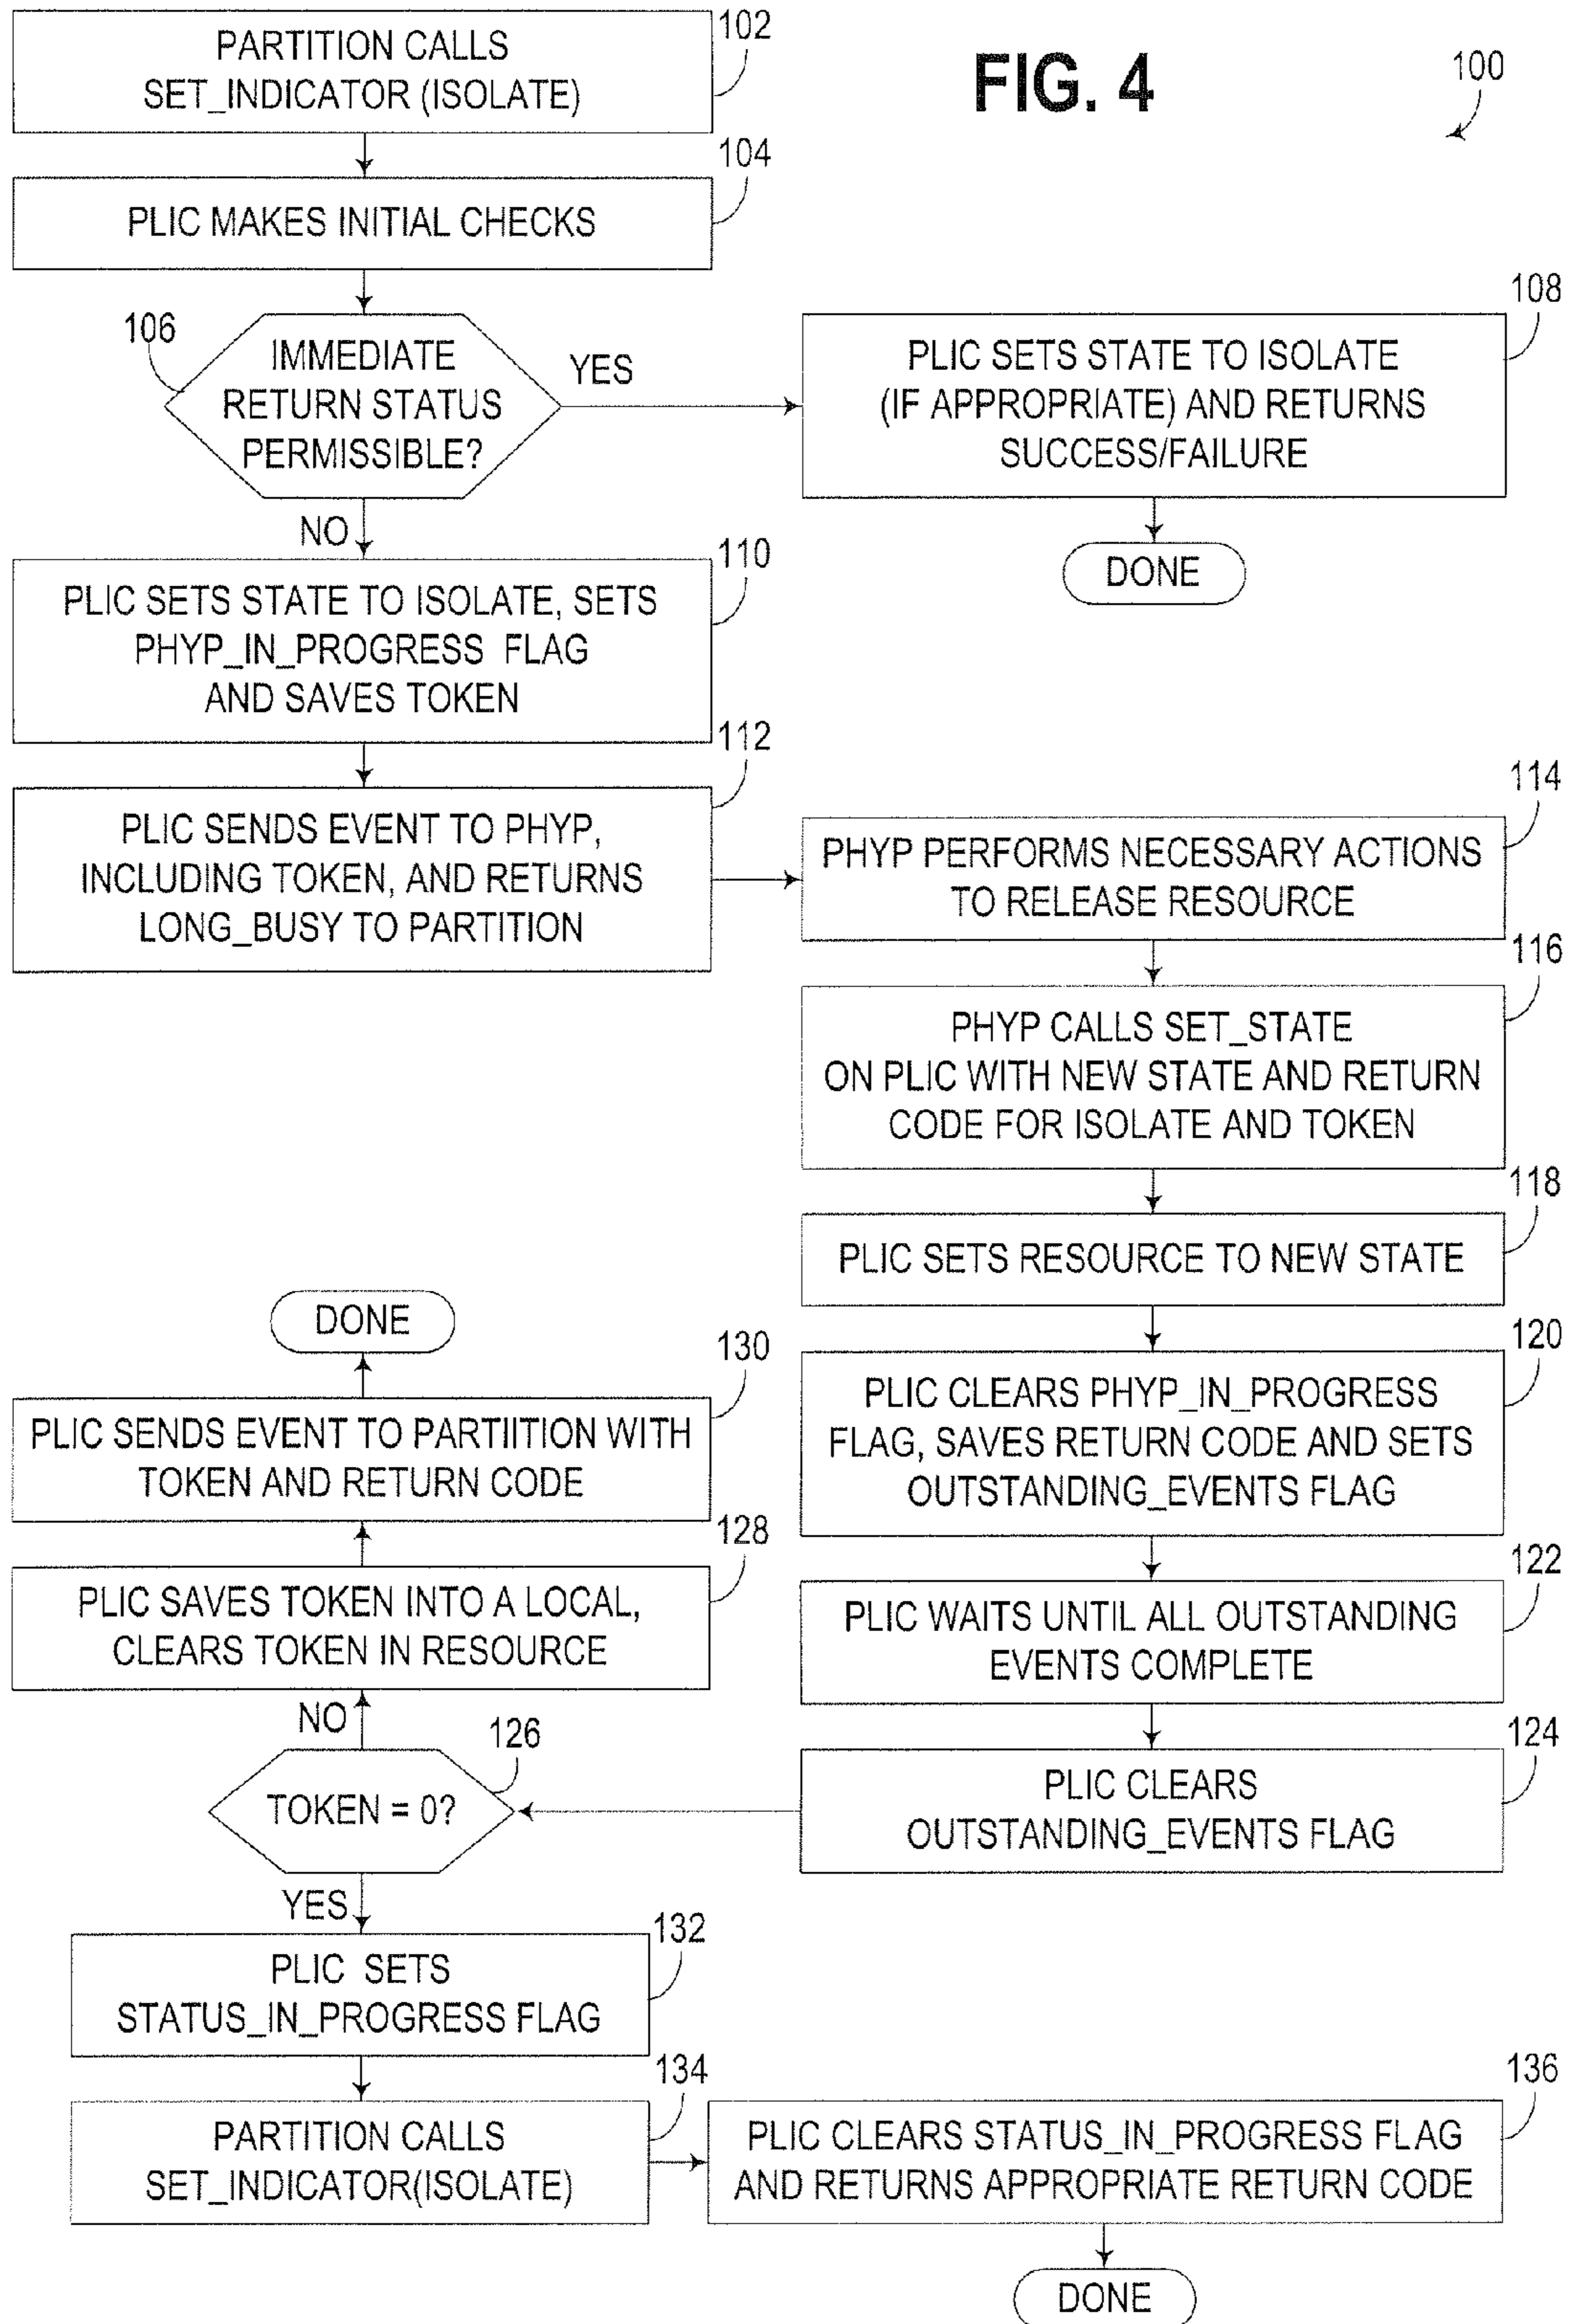 FIG. 4
100
102
PARTITION CALLS
SET_INDICATOR (ISOLATE)
104
PLIC MAKES INITIAL CHECKS
106
IMMEDIATE
RETURN STATUS
PERMISSIBLE?
YES
108
PLIC SETS STATE TO ISOLATE
(IF APPROPRIATE) AND RETURNS
SUCCESS/FAILURE
DONE
NO
110
PLIC SETS STATE TO ISOLATE, SETS
PHYP_IN_PROGRESS FLAG
AND SAVES TOKEN
112
PLIC SENDS EVENT TO PHYP,
INCLUDING TOKEN, AND RETURNS
LONG_BUSY TO PARTITION
114
PHYP PERFORMS NECESSARY ACTIONS
TO RELEASE RESOURCE
116
PHYP CALLS SET_STATE
ON PLIC WITH NEW STATE AND RETURN
CODE FOR ISOLATE AND TOKEN
118
PLIC SETS RESOURCE TO NEW STATE
120
PLIC CLEARS PHYP_IN_PROGRESS
FLAG, SAVES RETURN CODE AND SETS
OUTSTANDING_EVENTS FLAG
122
PLIC WAITS UNTIL ALL OUTSTANDING
EVENTS COMPLETE
124
PLIC CLEARS
OUTSTANDING_EVENTS FLAG
126
TOKEN = 0?
NO
128
PLIC SAVES TOKEN INTO A LOCAL,
CLEARS TOKEN IN RESOURCE
130
PLIC SENDS EVENT TO PARTIITION WITH
TOKEN AND RETURN CODE
DONE
YES
132
PLIC SETS
STATUS_IN_PROGRESS FLAG
134
PARTITION CALLS
SET_INDICATOR(ISOLATE)
136
PLIC CLEARS STATUS_IN_PROGRESS FLAG
AND RETURNS APPROPRIATE RETURN CODE
DONE